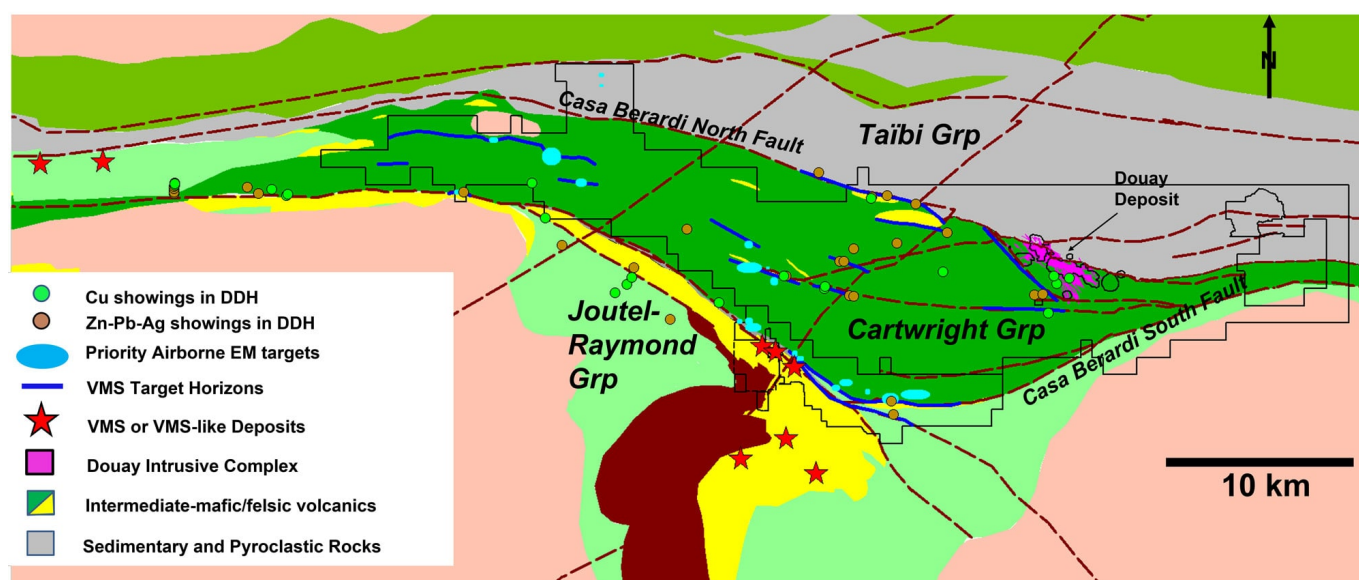 N
Casa Berardi North Fault
Taïbi Grp
Douay
Deposit
Joutel-
Raymond
Grp
Cartwright Grp
Casa Berardi South Fault
10 km
Cu showings in DDH
Zn-Pb-Ag showings in DDH
Priority Airborne EM targets
VMS Target Horizons
VMS or VMS-like Deposits
Douay Intrusive Complex
Intermediate-mafic/felsic volcanics
Sedimentary and Pyroclastic Rocks